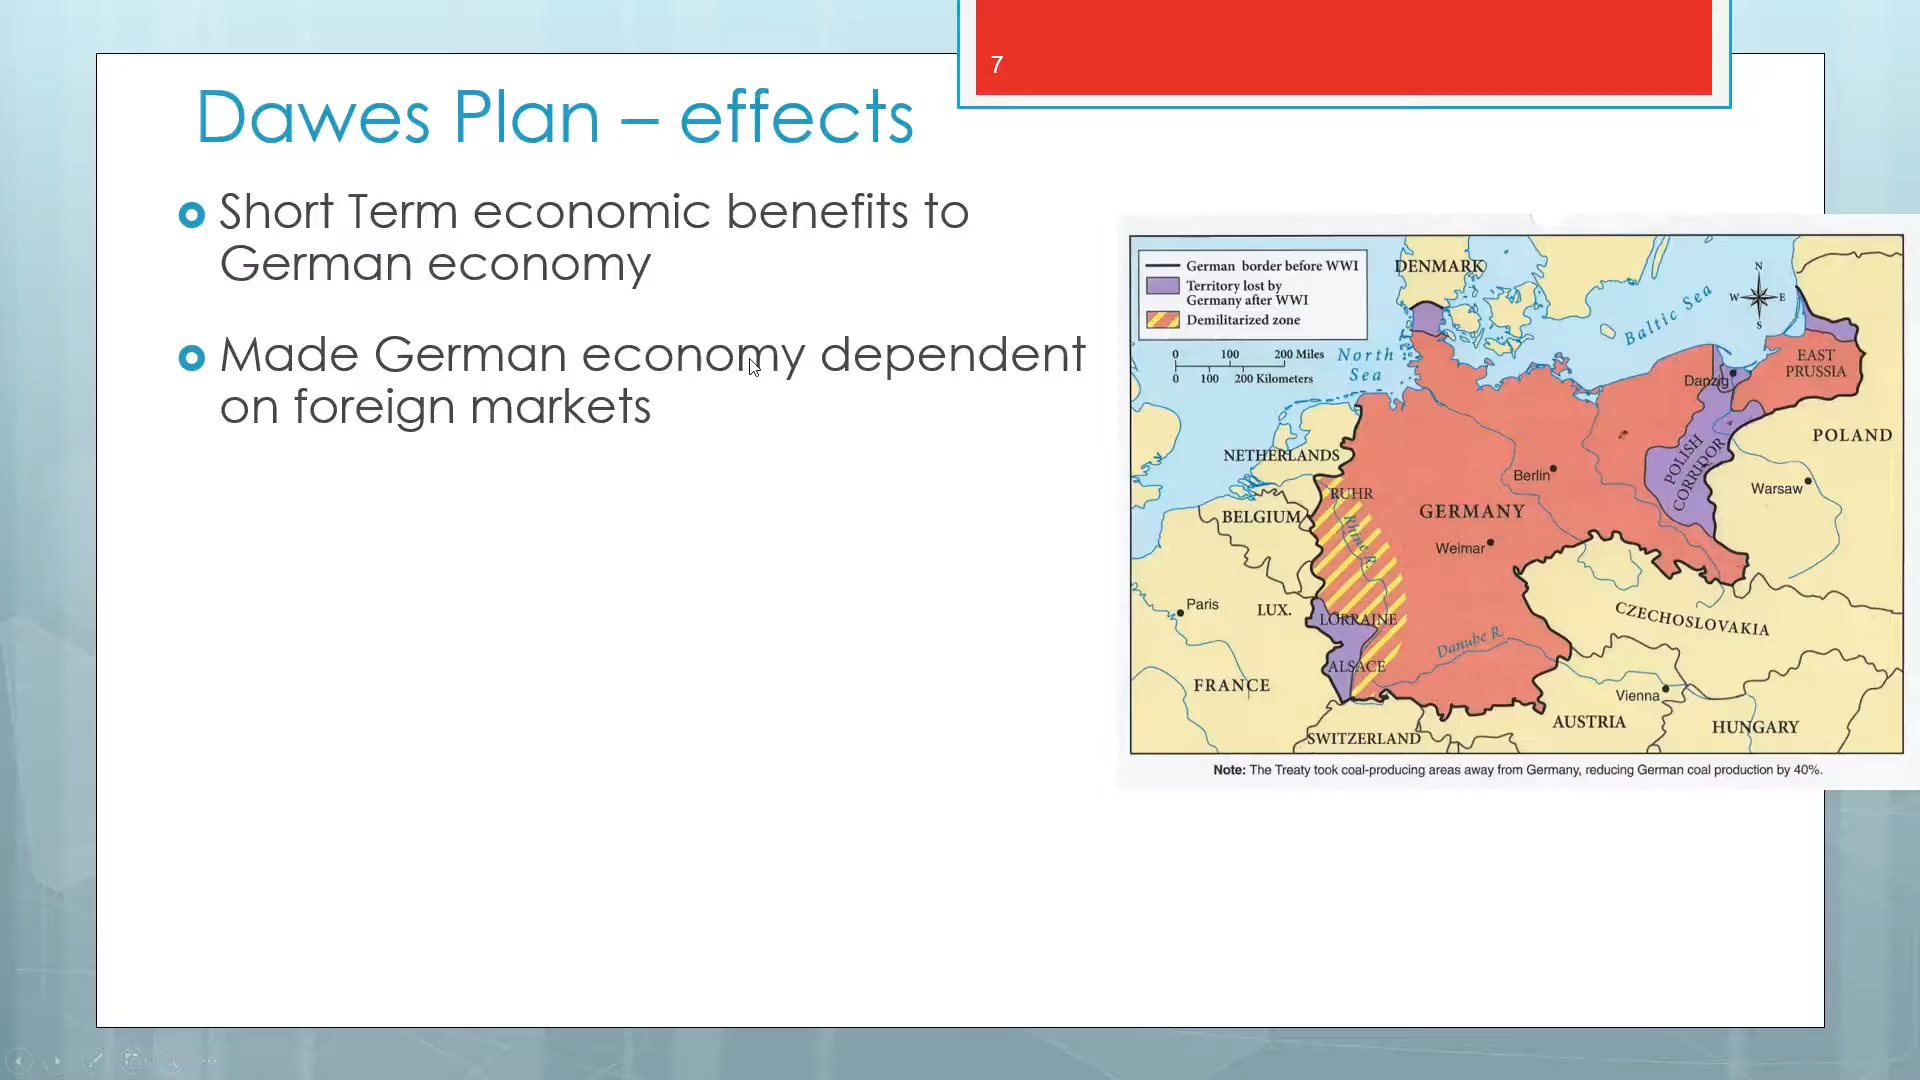 7
Dawes Plan – effects
Short Term economic benefits to
German economy
Made German economy dependent
on foreign markets
German border before WWI
Territory lost by
Germany after WWI
Demilitarized zone
0 100 200 Miles
0 100 200 Kilometers
DENMARK
North
Sea
Baltic Sea
N
W E
S
EAST
PRUSSIA
Danzig
POLISH
CORRIDOR
POLAND
Warsaw
NETHERLANDS
Berlin
RUHR
Rhine R.
GERMANY
BELGIUM
Weimar
Paris
LUX.
LORRAINE
CZECHOSLOVAKIA
Danube R.
ALSACE
FRANCE
Vienna
AUSTRIA
HUNGARY
SWITZERLAND
Note: The Treaty took coal-producing areas away from Germany, reducing German coal production by 40%.